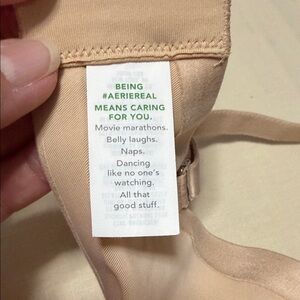 BEING
#AERIEREAL
MEANS CARING
FOR YOU.
Movie marathons.
Belly laughs.
Naps.
Dancing
like no one's
watching.
All that
good stuff.